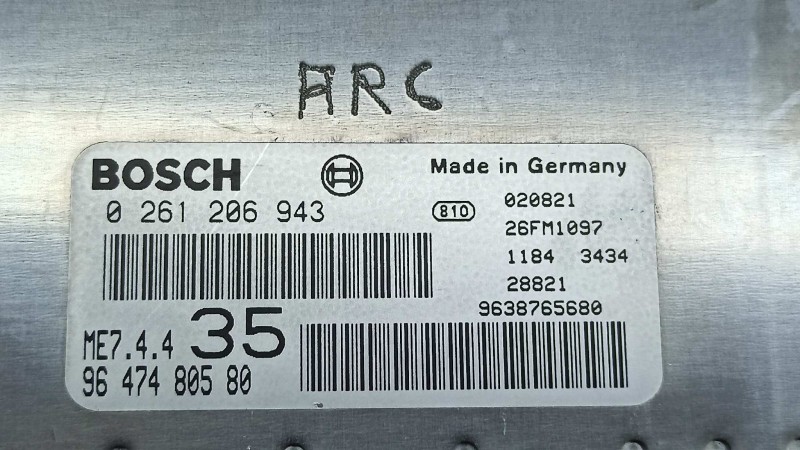 ARC
BOSCH
Made in Germany
0 261 206 943
810
020821
26FM1097
1184 3434
28821
9638765680
ME7.4.4 35
96 474 805 80